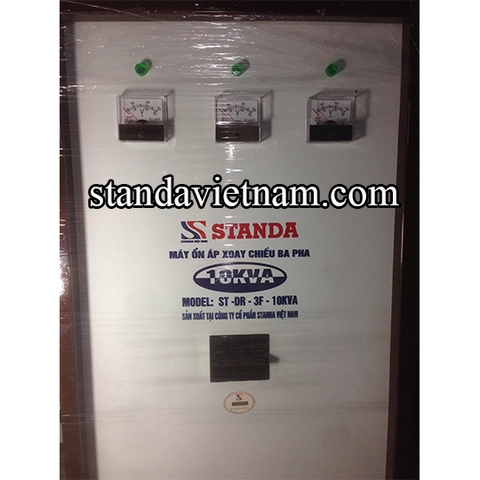 standavietnam.com
STANDA
MÁY ỔN ÁP XOAY CHIỀU BA PHA
10KVA
MODEL: ST -DR - 3F - 10KVA
SẢN XUẤT TẠI CÔNG TY CỔ PHẦN STANDA VIỆT NAM